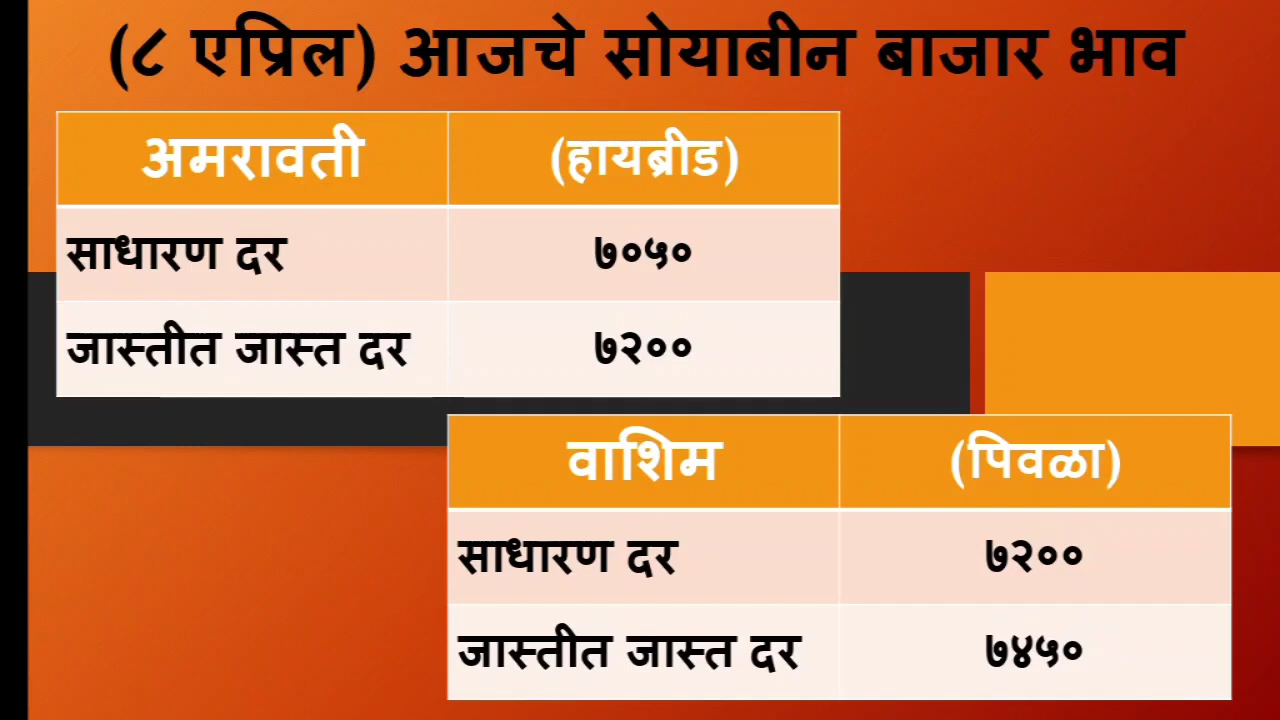 (८ एप्रिल) आजचे सोयाबीन बाजार भाव
अमरावती (हायब्रीड)
साधारण दर ७०५०
जास्तीत जास्त दर ७२००
वाशिम (पिवळा)
साधारण दर ७२००
जास्तीत जास्त दर ७४५०